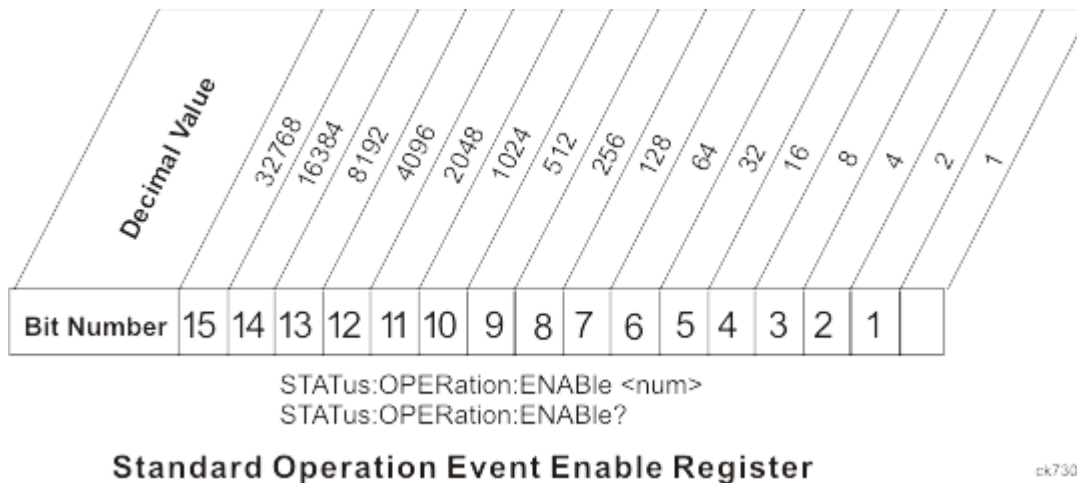 Decimal Value 32768 16384 8192 4096 2048 1024 512 256 128 64 32 16 8 4 2 1
Bit Number 15 14 13 12 11 10 9 8 7 6 5 4 3 2 1
STATus:OPERation:ENABle <num>
STATus:OPERation:ENABle?
Standard Operation Event Enable Register
ck730